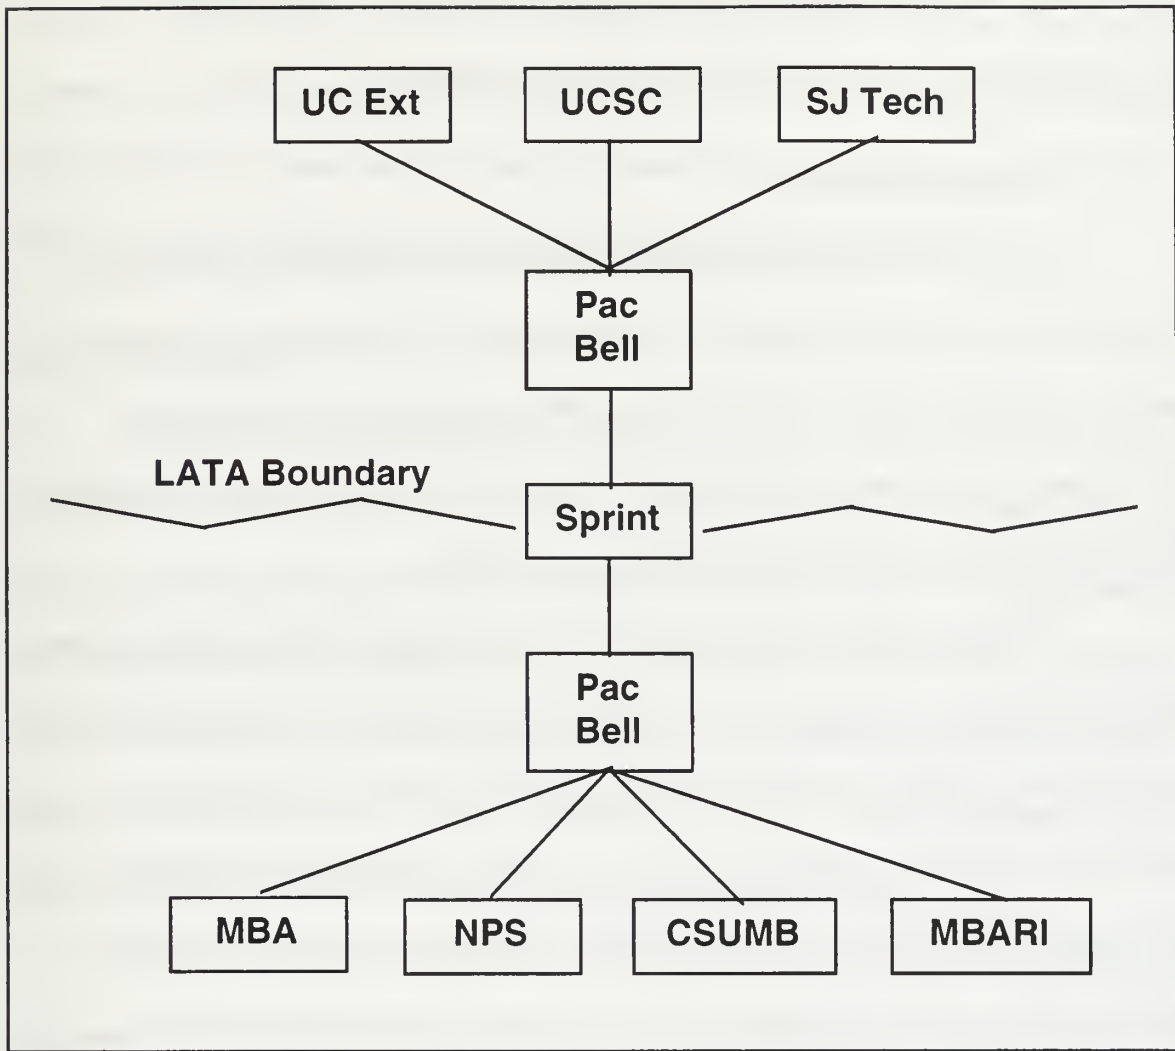 UC Ext
UCSC
SJ Tech
Pac
Bell
LATA Boundary
Sprint
Pac
Bell
MBA
NPS
CSUMB
MBARI